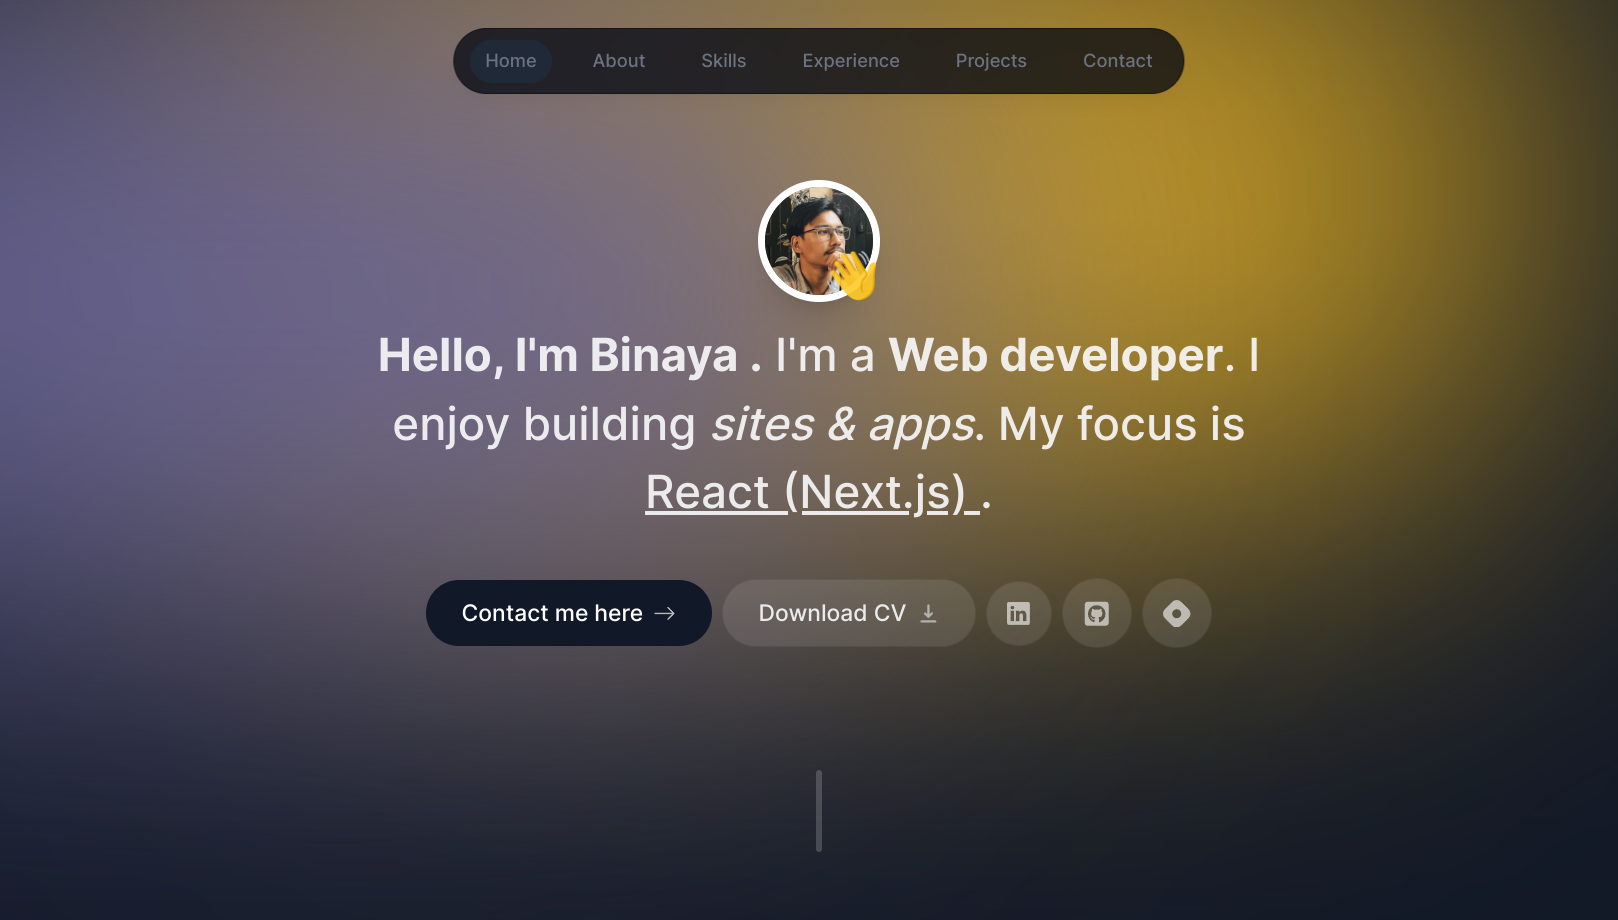 Home About Skills Experience Projects Contact
Hello, I'm Binaya . I'm a Web developer. I
enjoy building sites & apps. My focus is
React (Next.js) .
Contact me here → Download CV in